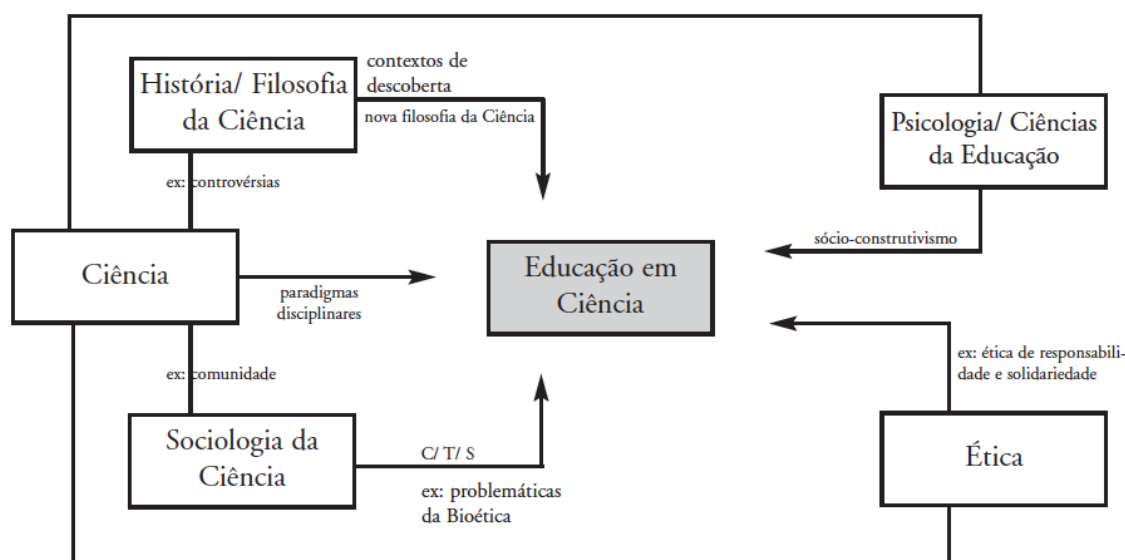 História/ Filosofia
da Ciência
contextos de
descoberta
nova filosofia da Ciência
Psicologia/ Ciências
da Educação
ex: controvérsias
sócio-construtivismo
Ciência
paradigmas
disciplinares
Educação em
Ciência
ex: comunidade
ex: ética de responsabili-
dade e solidariedade
Sociologia da
Ciência
C/ T/ S
ex: problemáticas
da Bioética
Ética